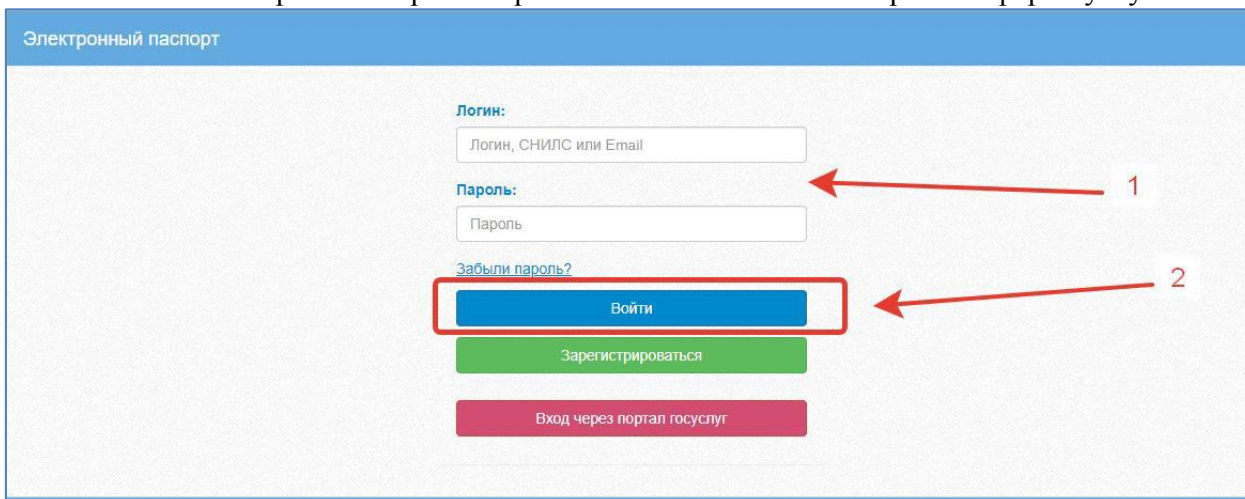 Электронный паспорт
Логин:
Логин, СНИЛС или Email
1
Пароль:
Пароль
Забыли пароль?
2
Войти
Зарегистрироваться
Вход через портал госуслуг